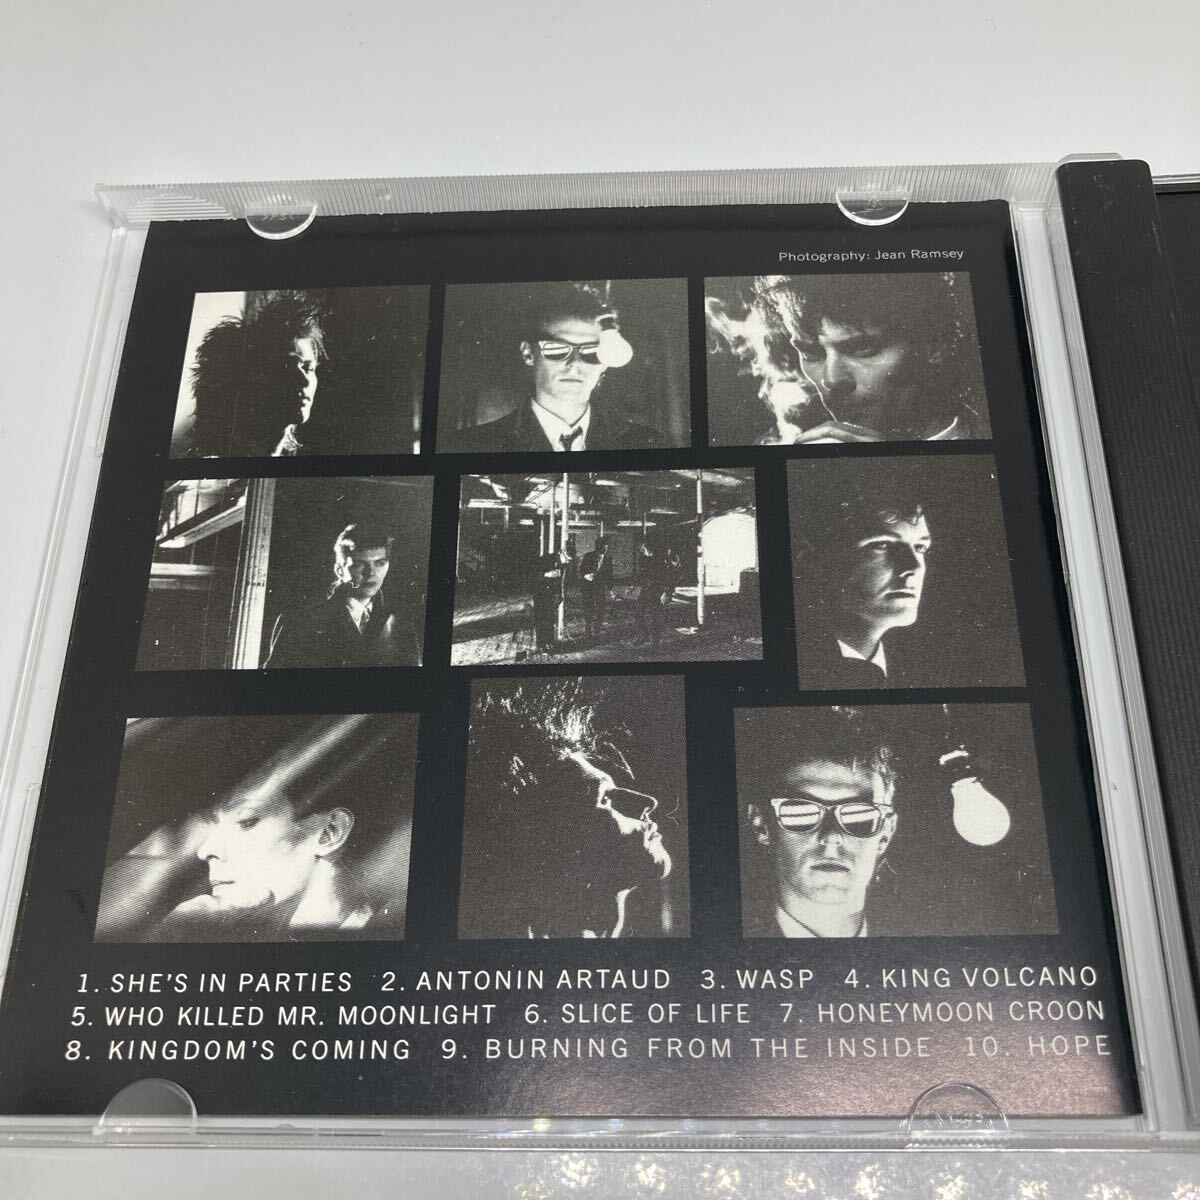 Photography: Jean Ramsey
1. SHE'S IN PARTIES 2. ANTONIN ARTAUD 3. WASP 4. KING VOLCANO
5. WHO KILLED MR. MOONLIGHT 6. SLICE OF LIFE 7. HONEYMOON CROON
8. KINGDOM'S COMING 9. BURNING FROM THE INSIDE 10. HOPE